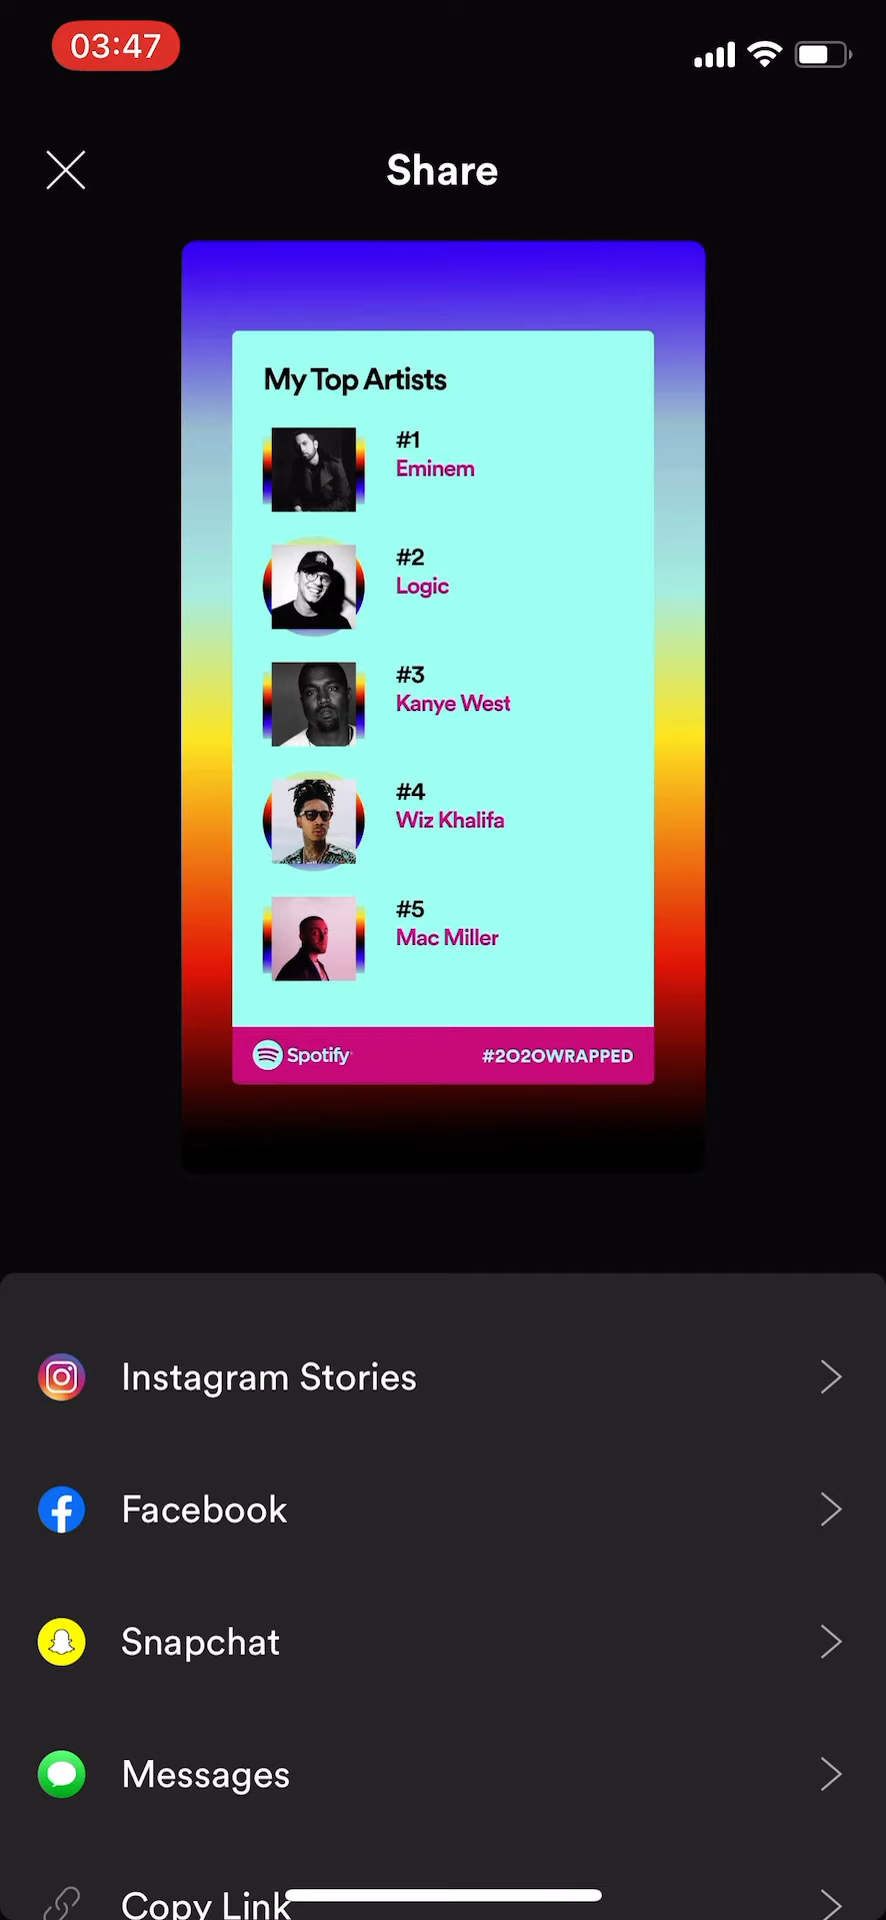 03:47
Share
My Top Artists
#1
Eminem
#2
Logic
#3
Kanye West
#4
Wiz Khalifa
#5
Mac Miller
Spotify
#2020WRAPPED
Instagram Stories
Facebook
Snapchat
Messages
Copy Link